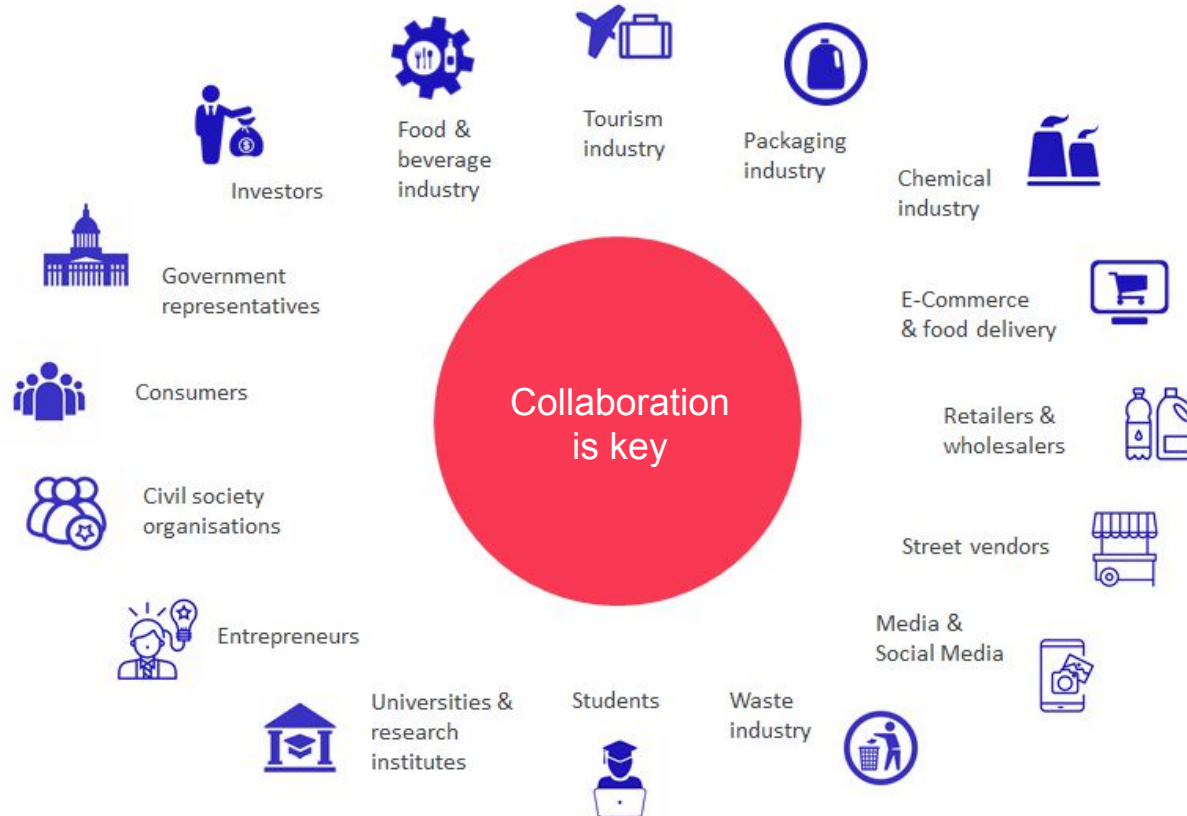 Tourism
industry
Food &
beverage
industry
Packaging
industry
Investors
Chemical
industry
Government
representatives
E-Commerce
& food delivery
Consumers
Collaboration
is key
Retailers &
wholesalers
Civil society
organisations
Street vendors
Entrepreneurs
Media &
Social Media
Universities &
research
institutes
Students
Waste
industry